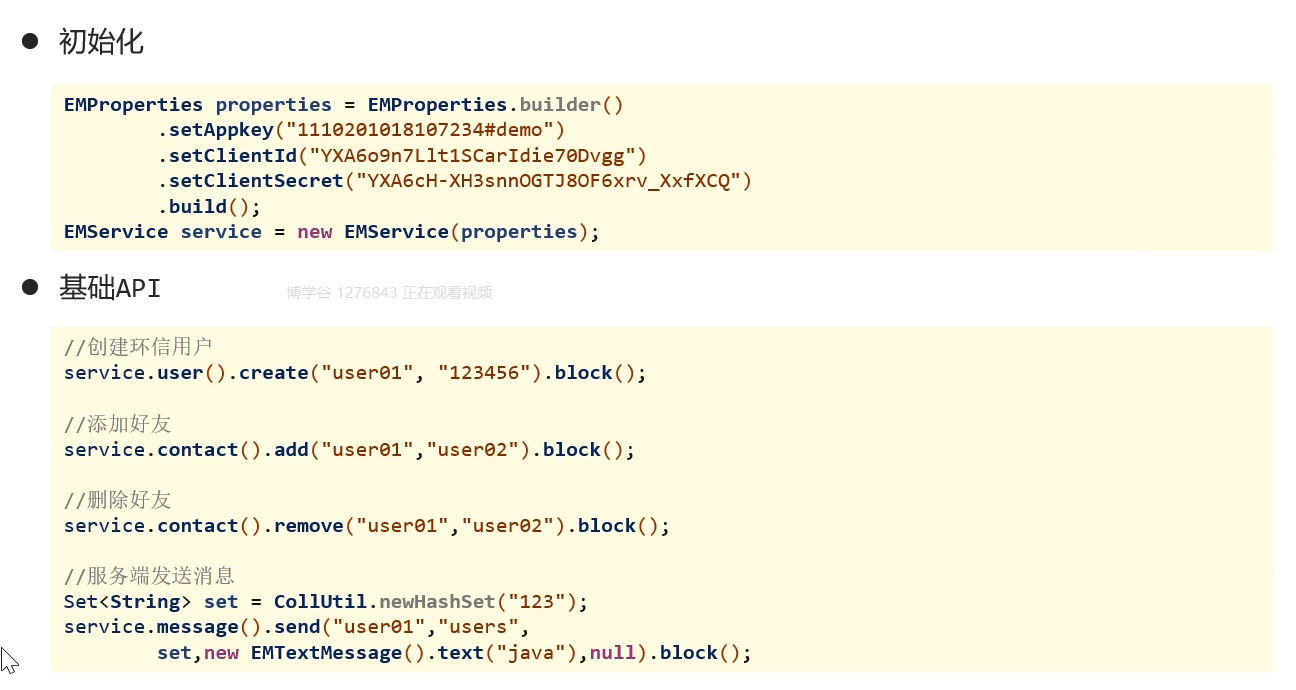 ● 初始化
EMProperties properties = EMProperties.builder()
        .setAppkey("1110201018107234#demo")
        .setClientId("YXA6o9n7Llt1SCarIdie70Dvgg")
        .setClientSecret("YXA6cH-XH3snnOGTJ8OF6xrv_XxfXCQ")
        .build();
EMService service = new EMService(properties);
● 基础API
博学谷 1276843 正在观看视频
//创建环信用户
service.user().create("user01", "123456").block();
//添加好友
service.contact().add("user01","user02").block();
//删除好友
service.contact().remove("user01","user02").block();
//服务端发送消息
Set<String> set = CollUtil.newHashSet("123");
service.message().send("user01","users",
        set,new EMTextMessage().text("java"),null).block();